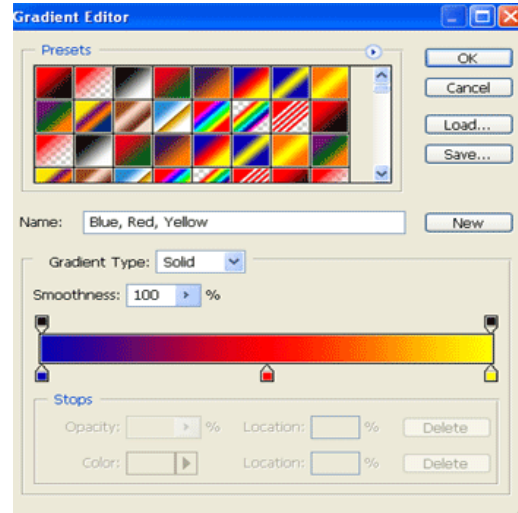 Gradient Editor
Presets
OK
Cancel
Load...
Save...
Name: Blue, Red, Yellow New
Gradient Type: Solid
Smoothness: 100 %
Stops
Opacity: % Location: % Delete
Color: Location: % Delete